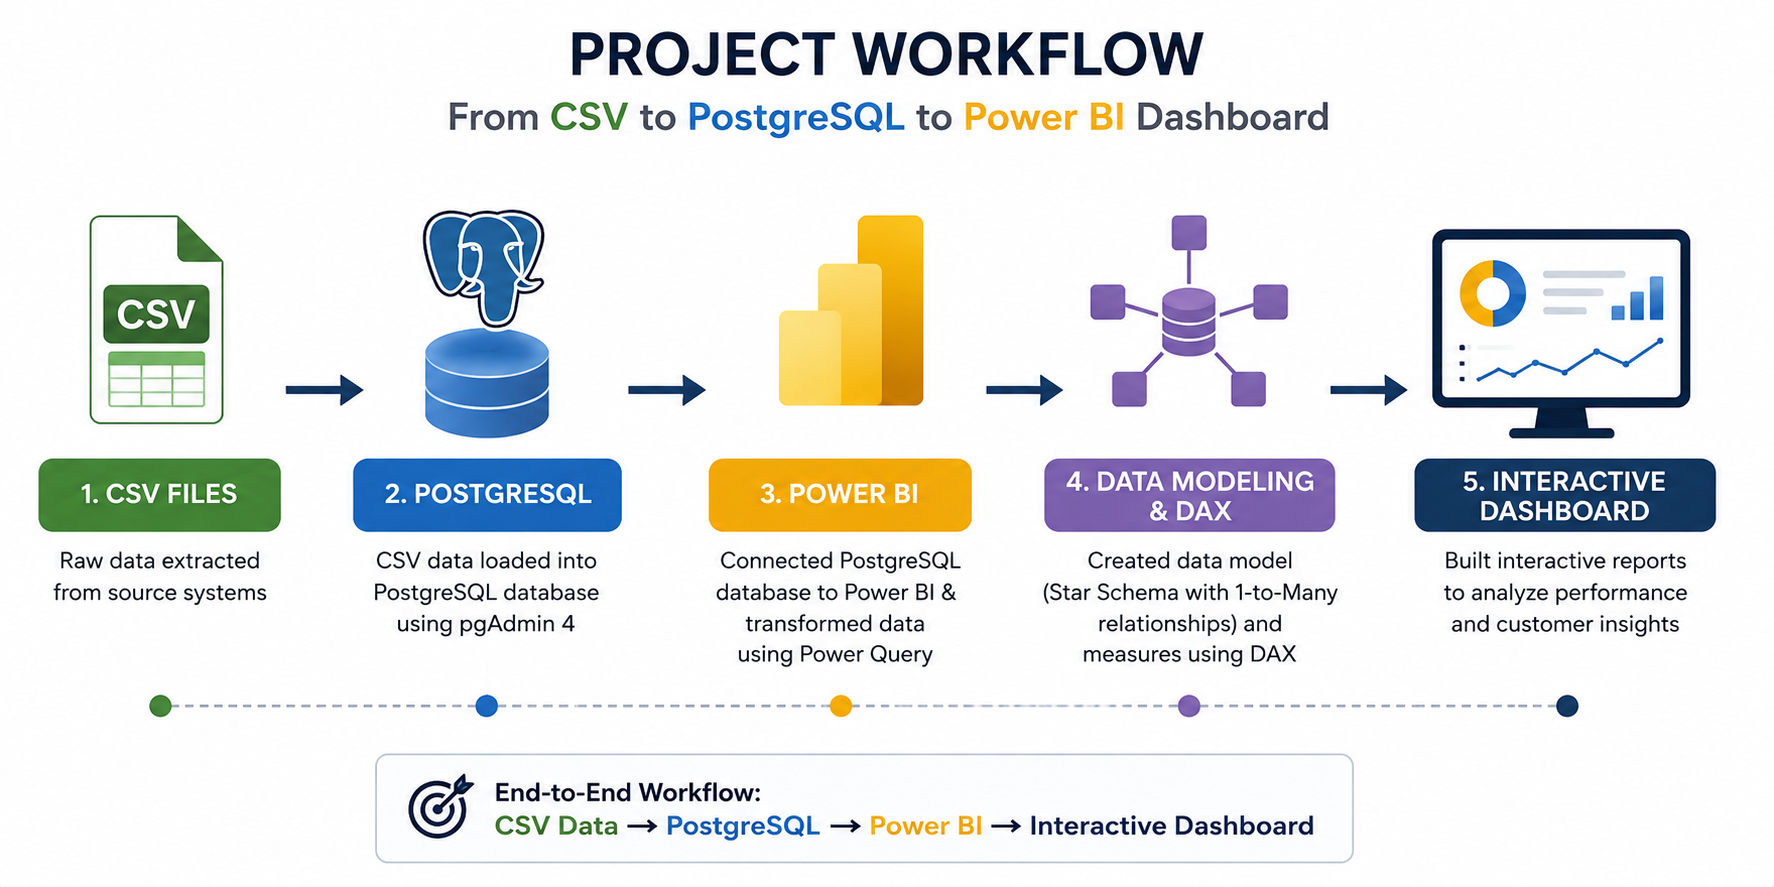 PROJECT WORKFLOW
From CSV to PostgreSQL to Power BI Dashboard
CSV
1. CSV FILES
Raw data extracted
from source systems
2. POSTGRESQL
CSV data loaded into
PostgreSQL database
using pgAdmin 4
3. POWER BI
Connected PostgreSQL
database to Power BI &
transformed data
using Power Query
4. DATA MODELING
& DAX
Created data model
(Star Schema with 1-to-Many
relationships) and
measures using DAX
5. INTERACTIVE
DASHBOARD
Built interactive reports
to analyze performance
and customer insights
End-to-End Workflow:
CSV Data → PostgreSQL → Power BI → Interactive Dashboard